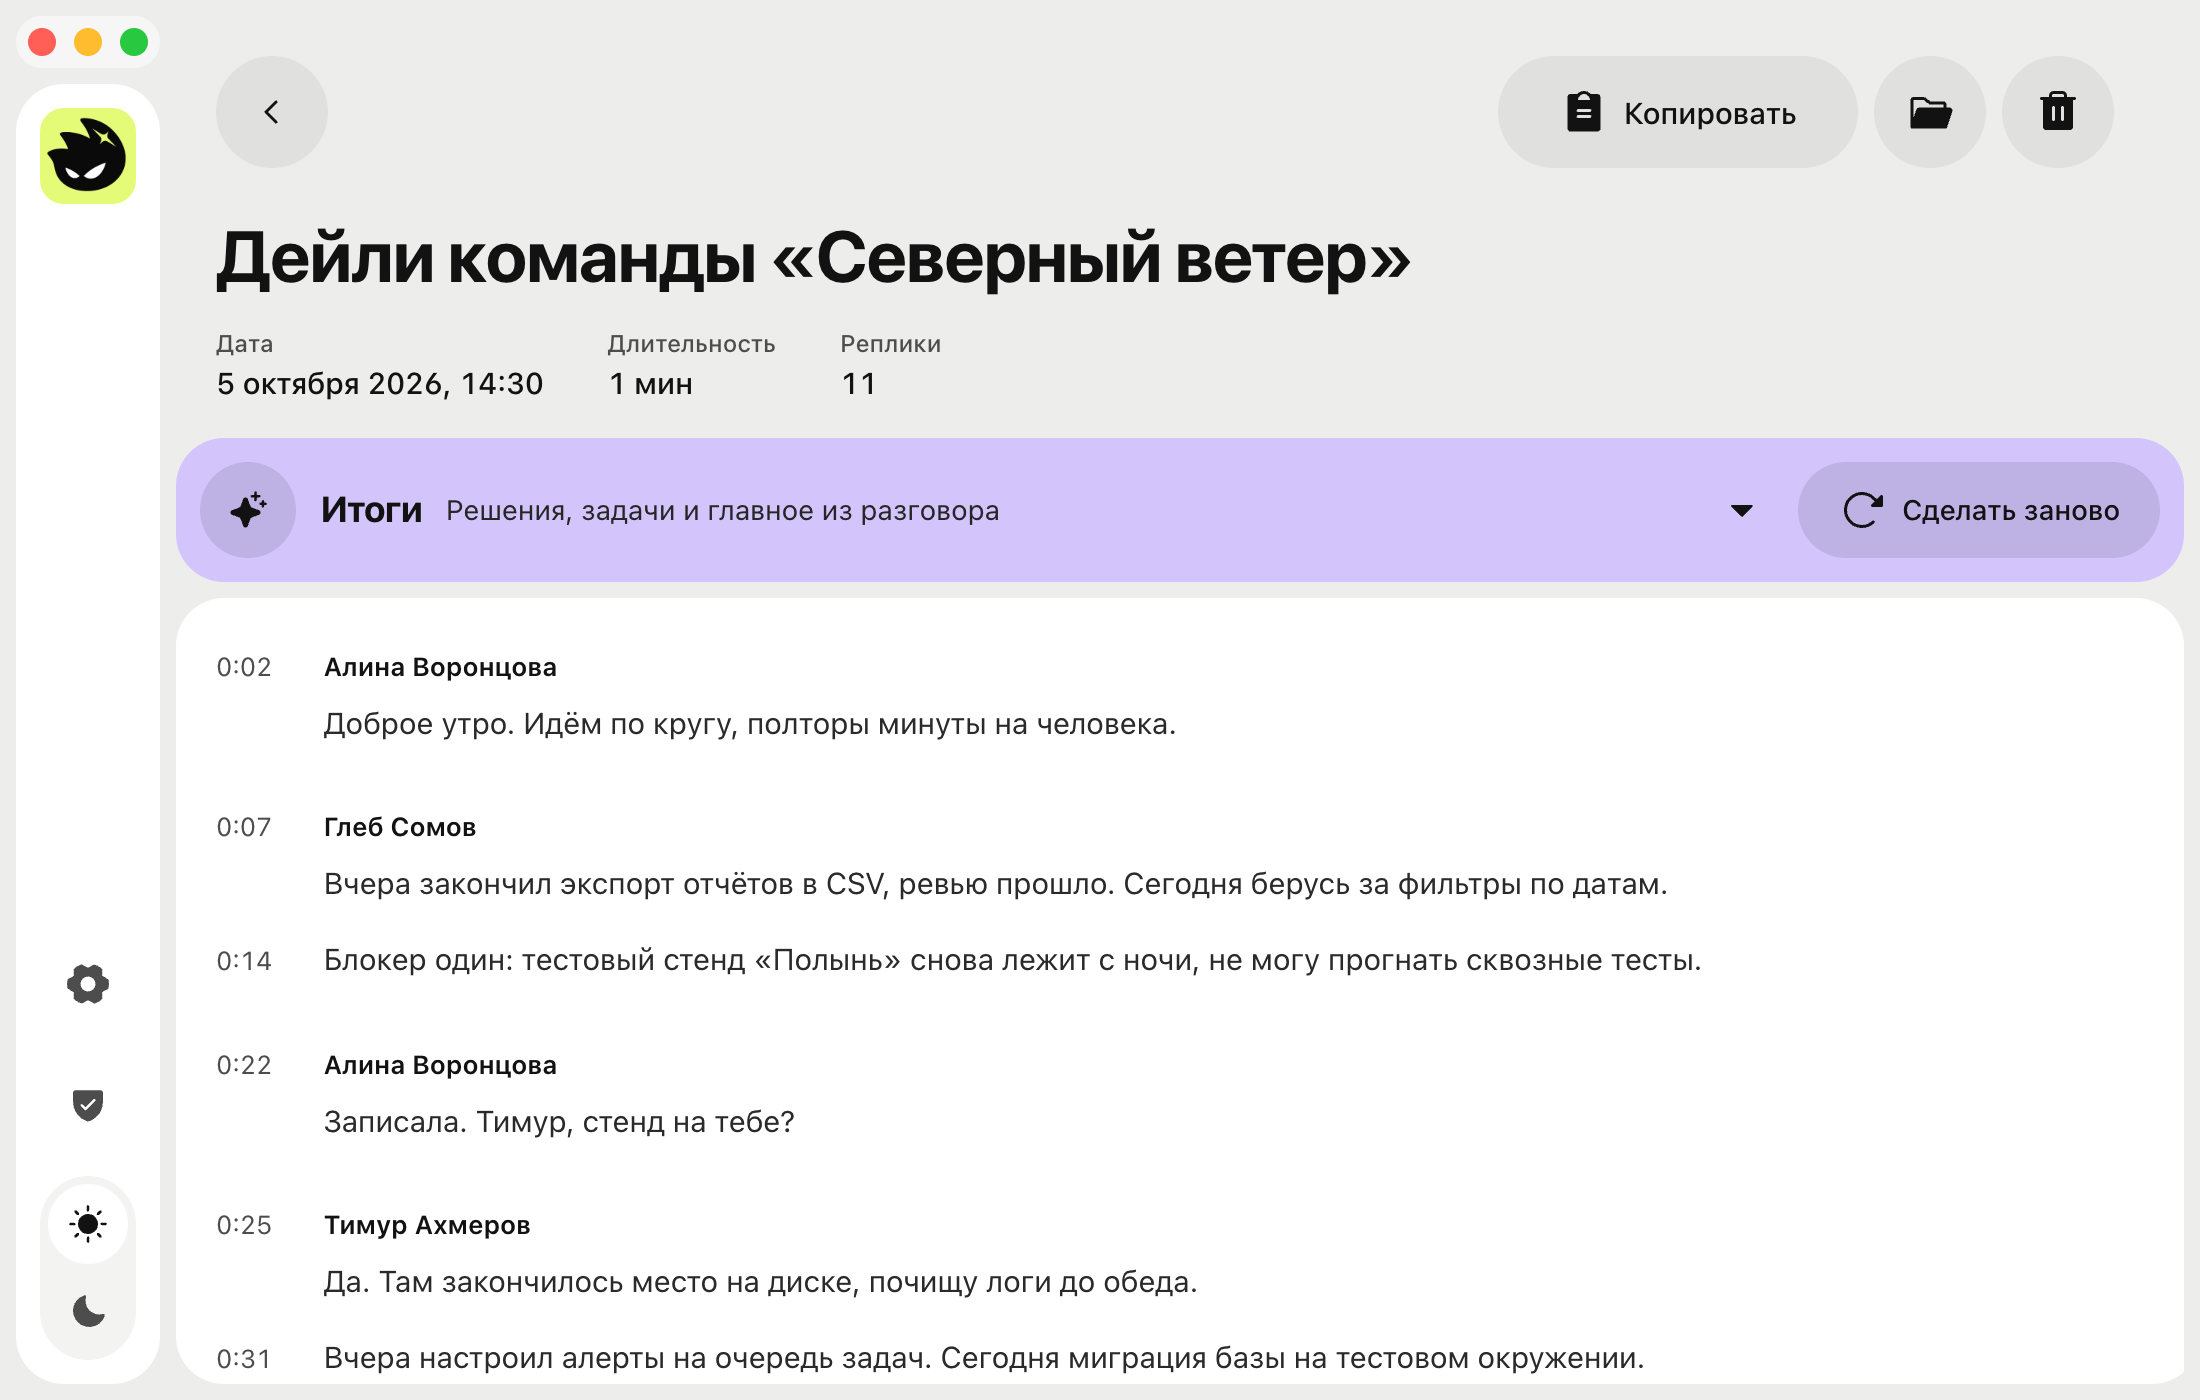 Копировать
Дейли команды «Северный ветер»
Дата
5 октября 2026, 14:30
Длительность
1 мин
Реплики
11
Итоги Решения, задачи и главное из разговора
Сделать заново
0:02 Алина Воронцова
Доброе утро. Идём по кругу, полторы минуты на человека.
0:07 Глеб Сомов
Вчера закончил экспорт отчётов в CSV, ревью прошло. Сегодня берусь за фильтры по датам.
0:14 Блокер один: тестовый стенд «Полынь» снова лежит с ночи, не могу прогнать сквозные тесты.
0:22 Алина Воронцова
Записала. Тимур, стенд на тебе?
0:25 Тимур Ахмеров
Да. Там закончилось место на диске, почищу логи до обеда.
0:31 Вчера настроил алерты на очередь задач. Сегодня миграция базы на тестовом окружении.